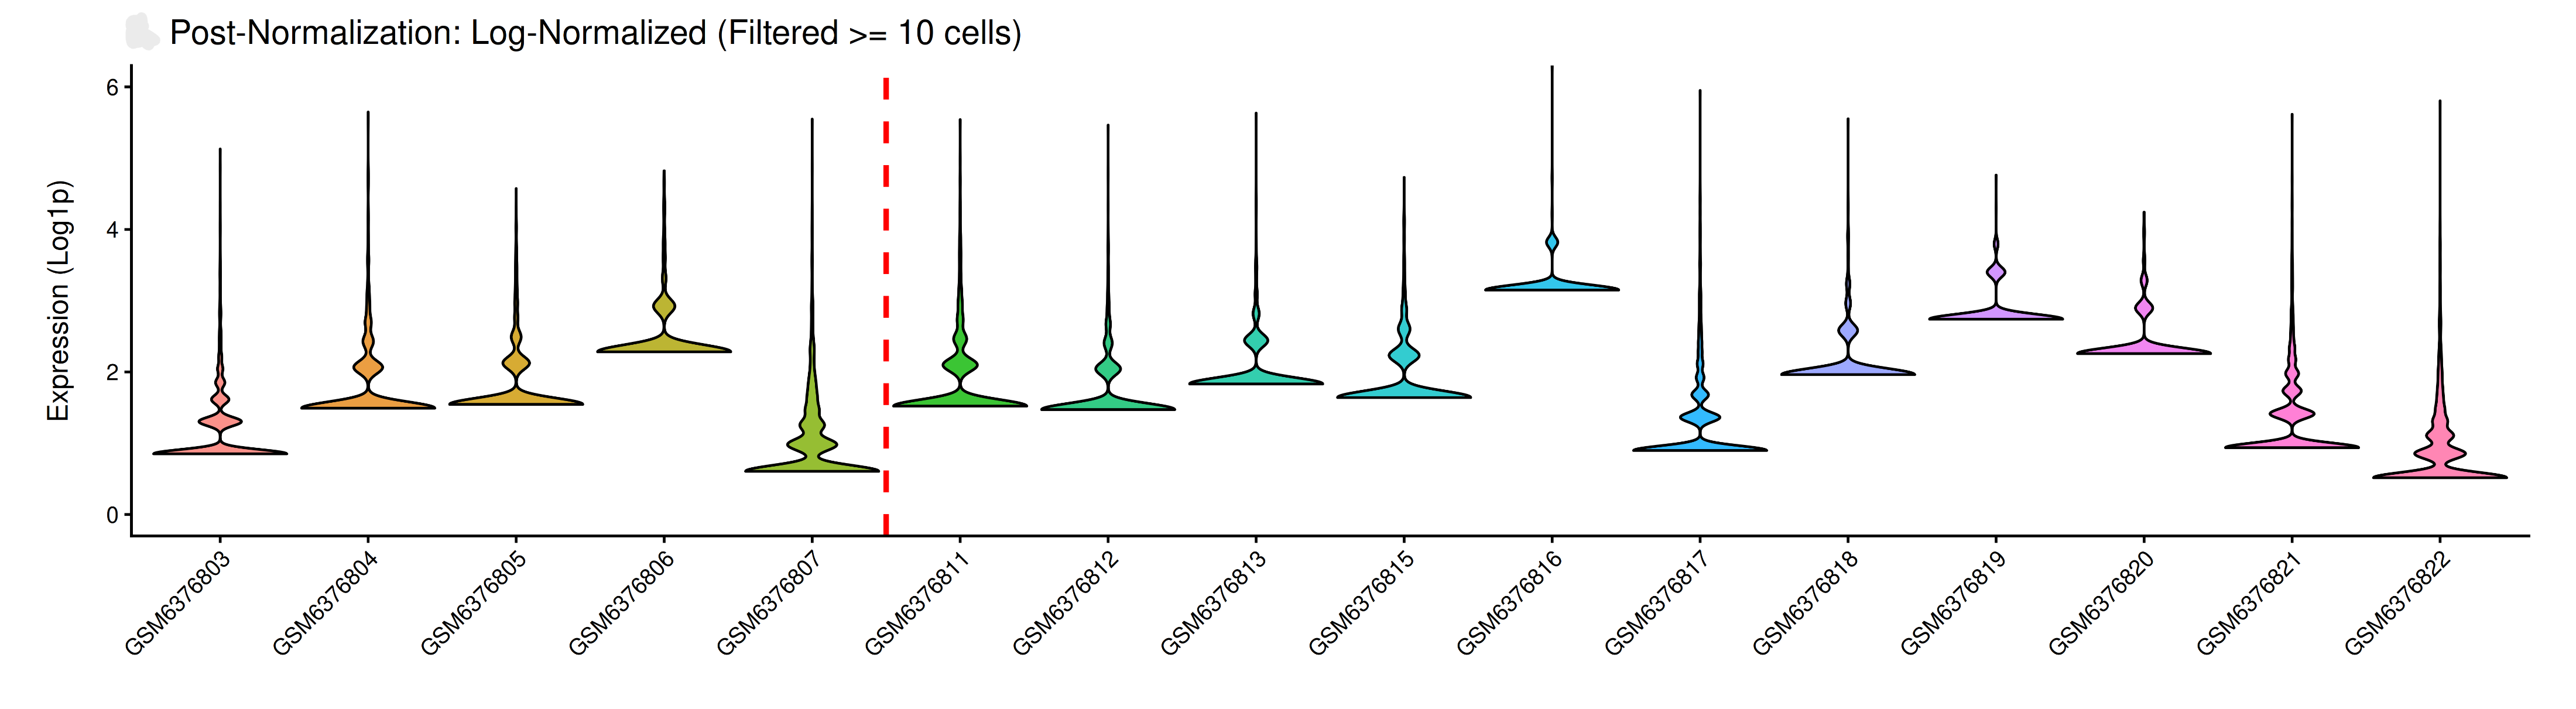 Post-Normalization: Log-Normalized (Filtered >= 10 cells)
Expression (Log1p)
6
4
2
0
GSM6376803
GSM6376804
GSM6376805
GSM6376806
GSM6376807
GSM6376811
GSM6376812
GSM6376813
GSM6376815
GSM6376816
GSM6376817
GSM6376818
GSM6376819
GSM6376820
GSM6376821
GSM6376822